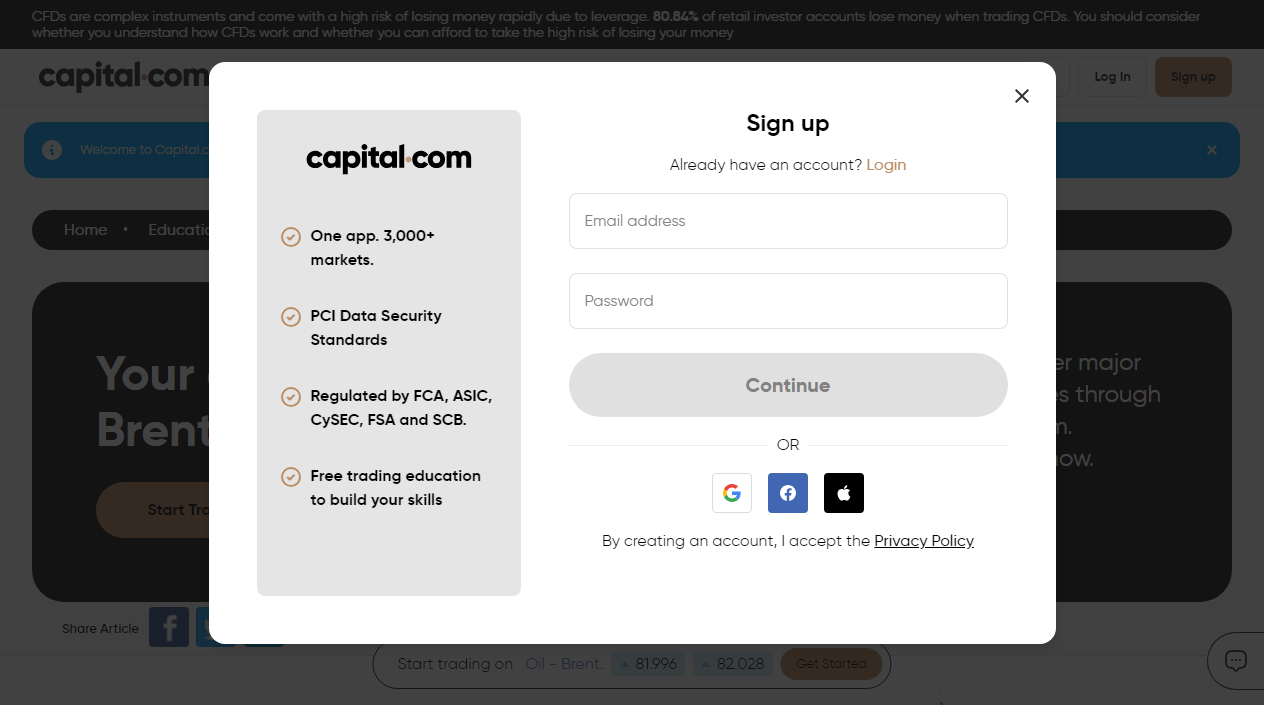 CFDs are complex instruments and come with a high risk of losing money rapidly due to leverage. 80.84% of retail investor accounts lose money when trading CFDs. You should consider
whether you understand how CFDs work and whether you can afford to take the high risk of losing your money
capital.com
Log In
Sign up
Welcome to Capital.c
Home • Educatio
Your
Brent
Start Tra
er major
s through
now.
Sign up
Already have an account? Login
Email address
Password
Continue
OR
By creating an account, I accept the Privacy Policy
capital.com
One app. 3,000+
markets.
PCI Data Security
Standards
Regulated by FCA, ASIC,
CySEC, FSA and SCB.
Free trading education
to build your skills
Share Article
Start trading on Oil - Brent. 81.996 82.028 Get Started